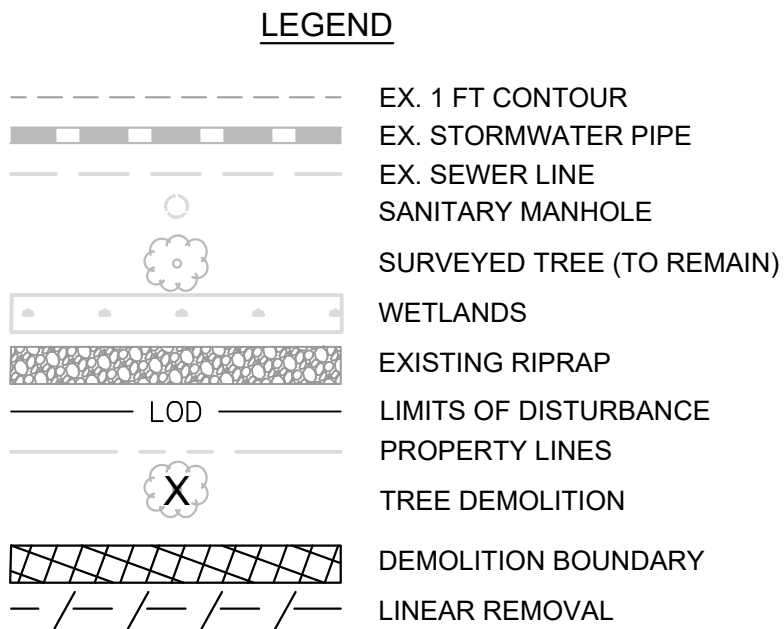 LEGEND
EX. 1 FT CONTOUR
EX. STORMWATER PIPE
EX. SEWER LINE
SANITARY MANHOLE
SURVEYED TREE (TO REMAIN)
WETLANDS
EXISTING RIPRAP
LOD LIMITS OF DISTURBANCE
PROPERTY LINES
X TREE DEMOLITION
DEMOLITION BOUNDARY
LINEAR REMOVAL